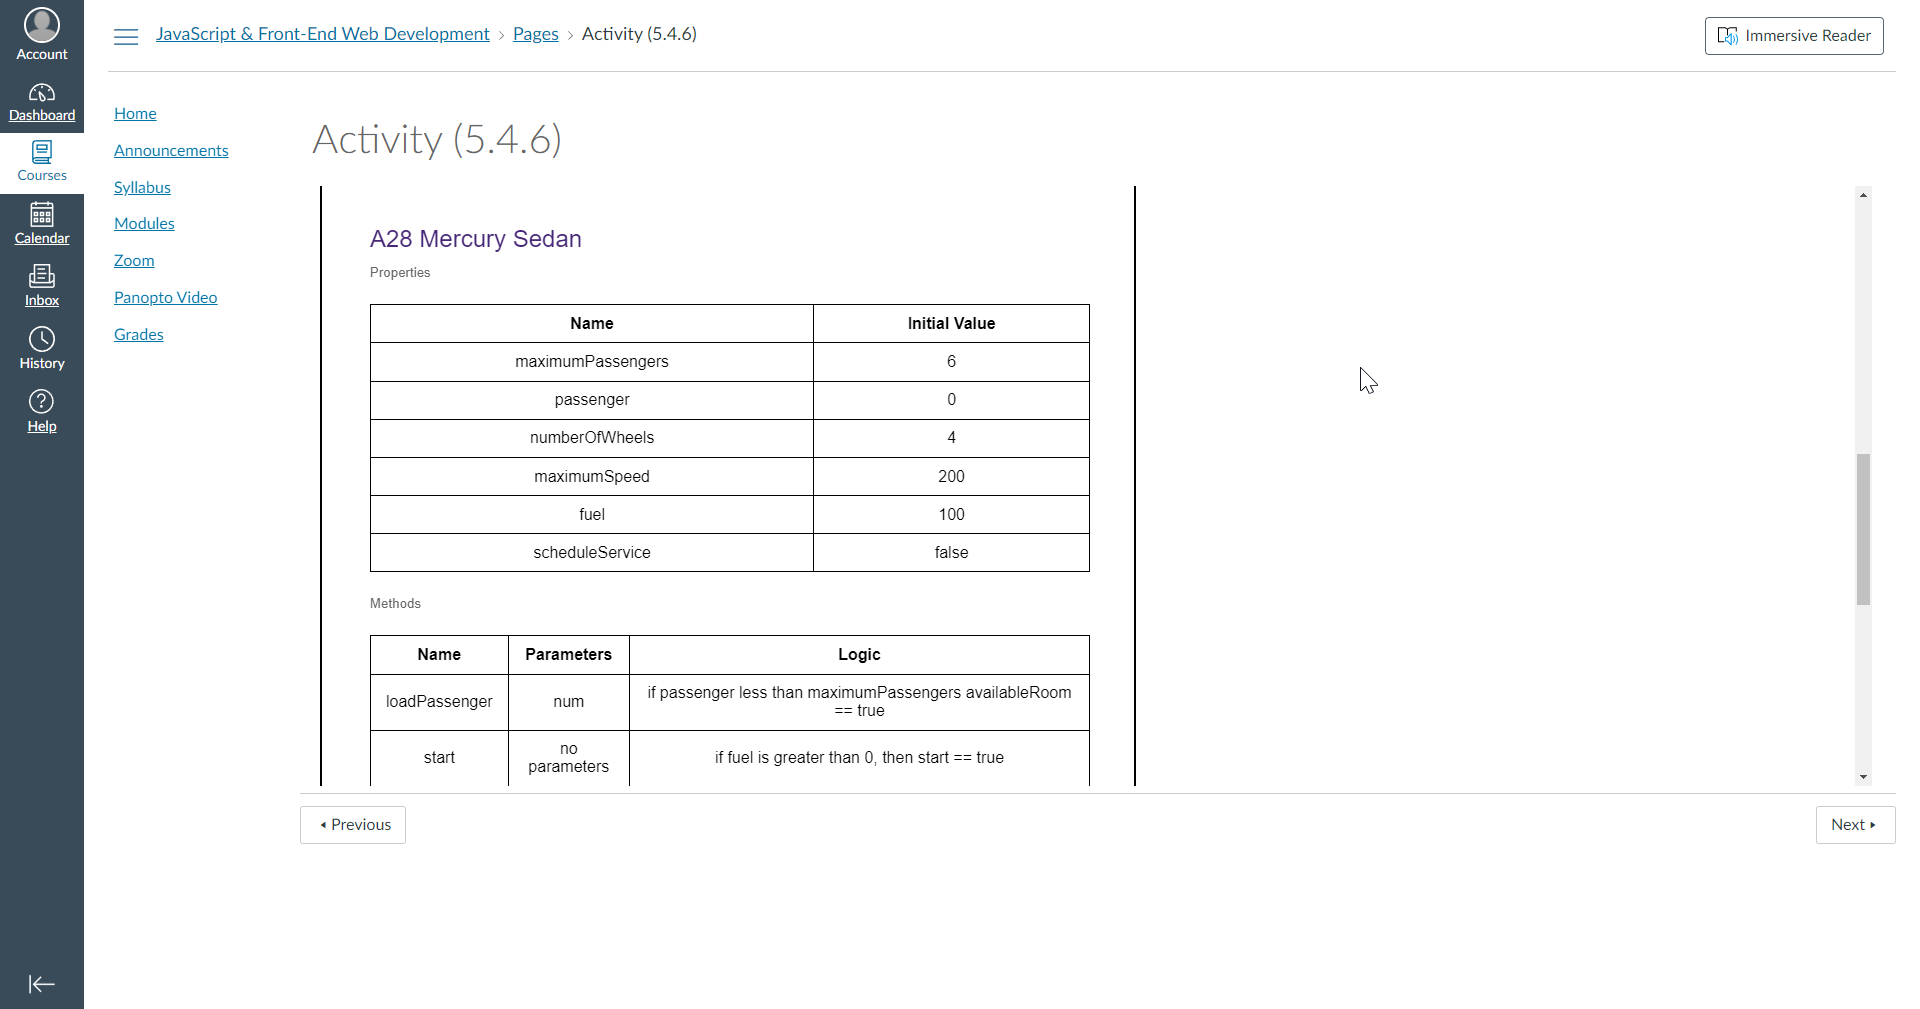 Account
Dashboard
Courses
Calendar
Inbox
History
Help
JavaScript & Front-End Web Development › Pages › Activity (5.4.6)
Immersive Reader
Home
Announcements
Syllabus
Modules
Zoom
Panopto Video
Grades
Activity (5.4.6)
A28 Mercury Sedan
Properties
Name Initial Value
maximumPassengers 6
passenger 0
numberOfWheels 4
maximumSpeed 200
fuel 100
scheduleService false
Methods
Name Parameters Logic
loadPassenger num if passenger less than maximumPassengers availableRoom
== true
start no
parameters if fuel is greater than 0, then start == true
Previous
Next